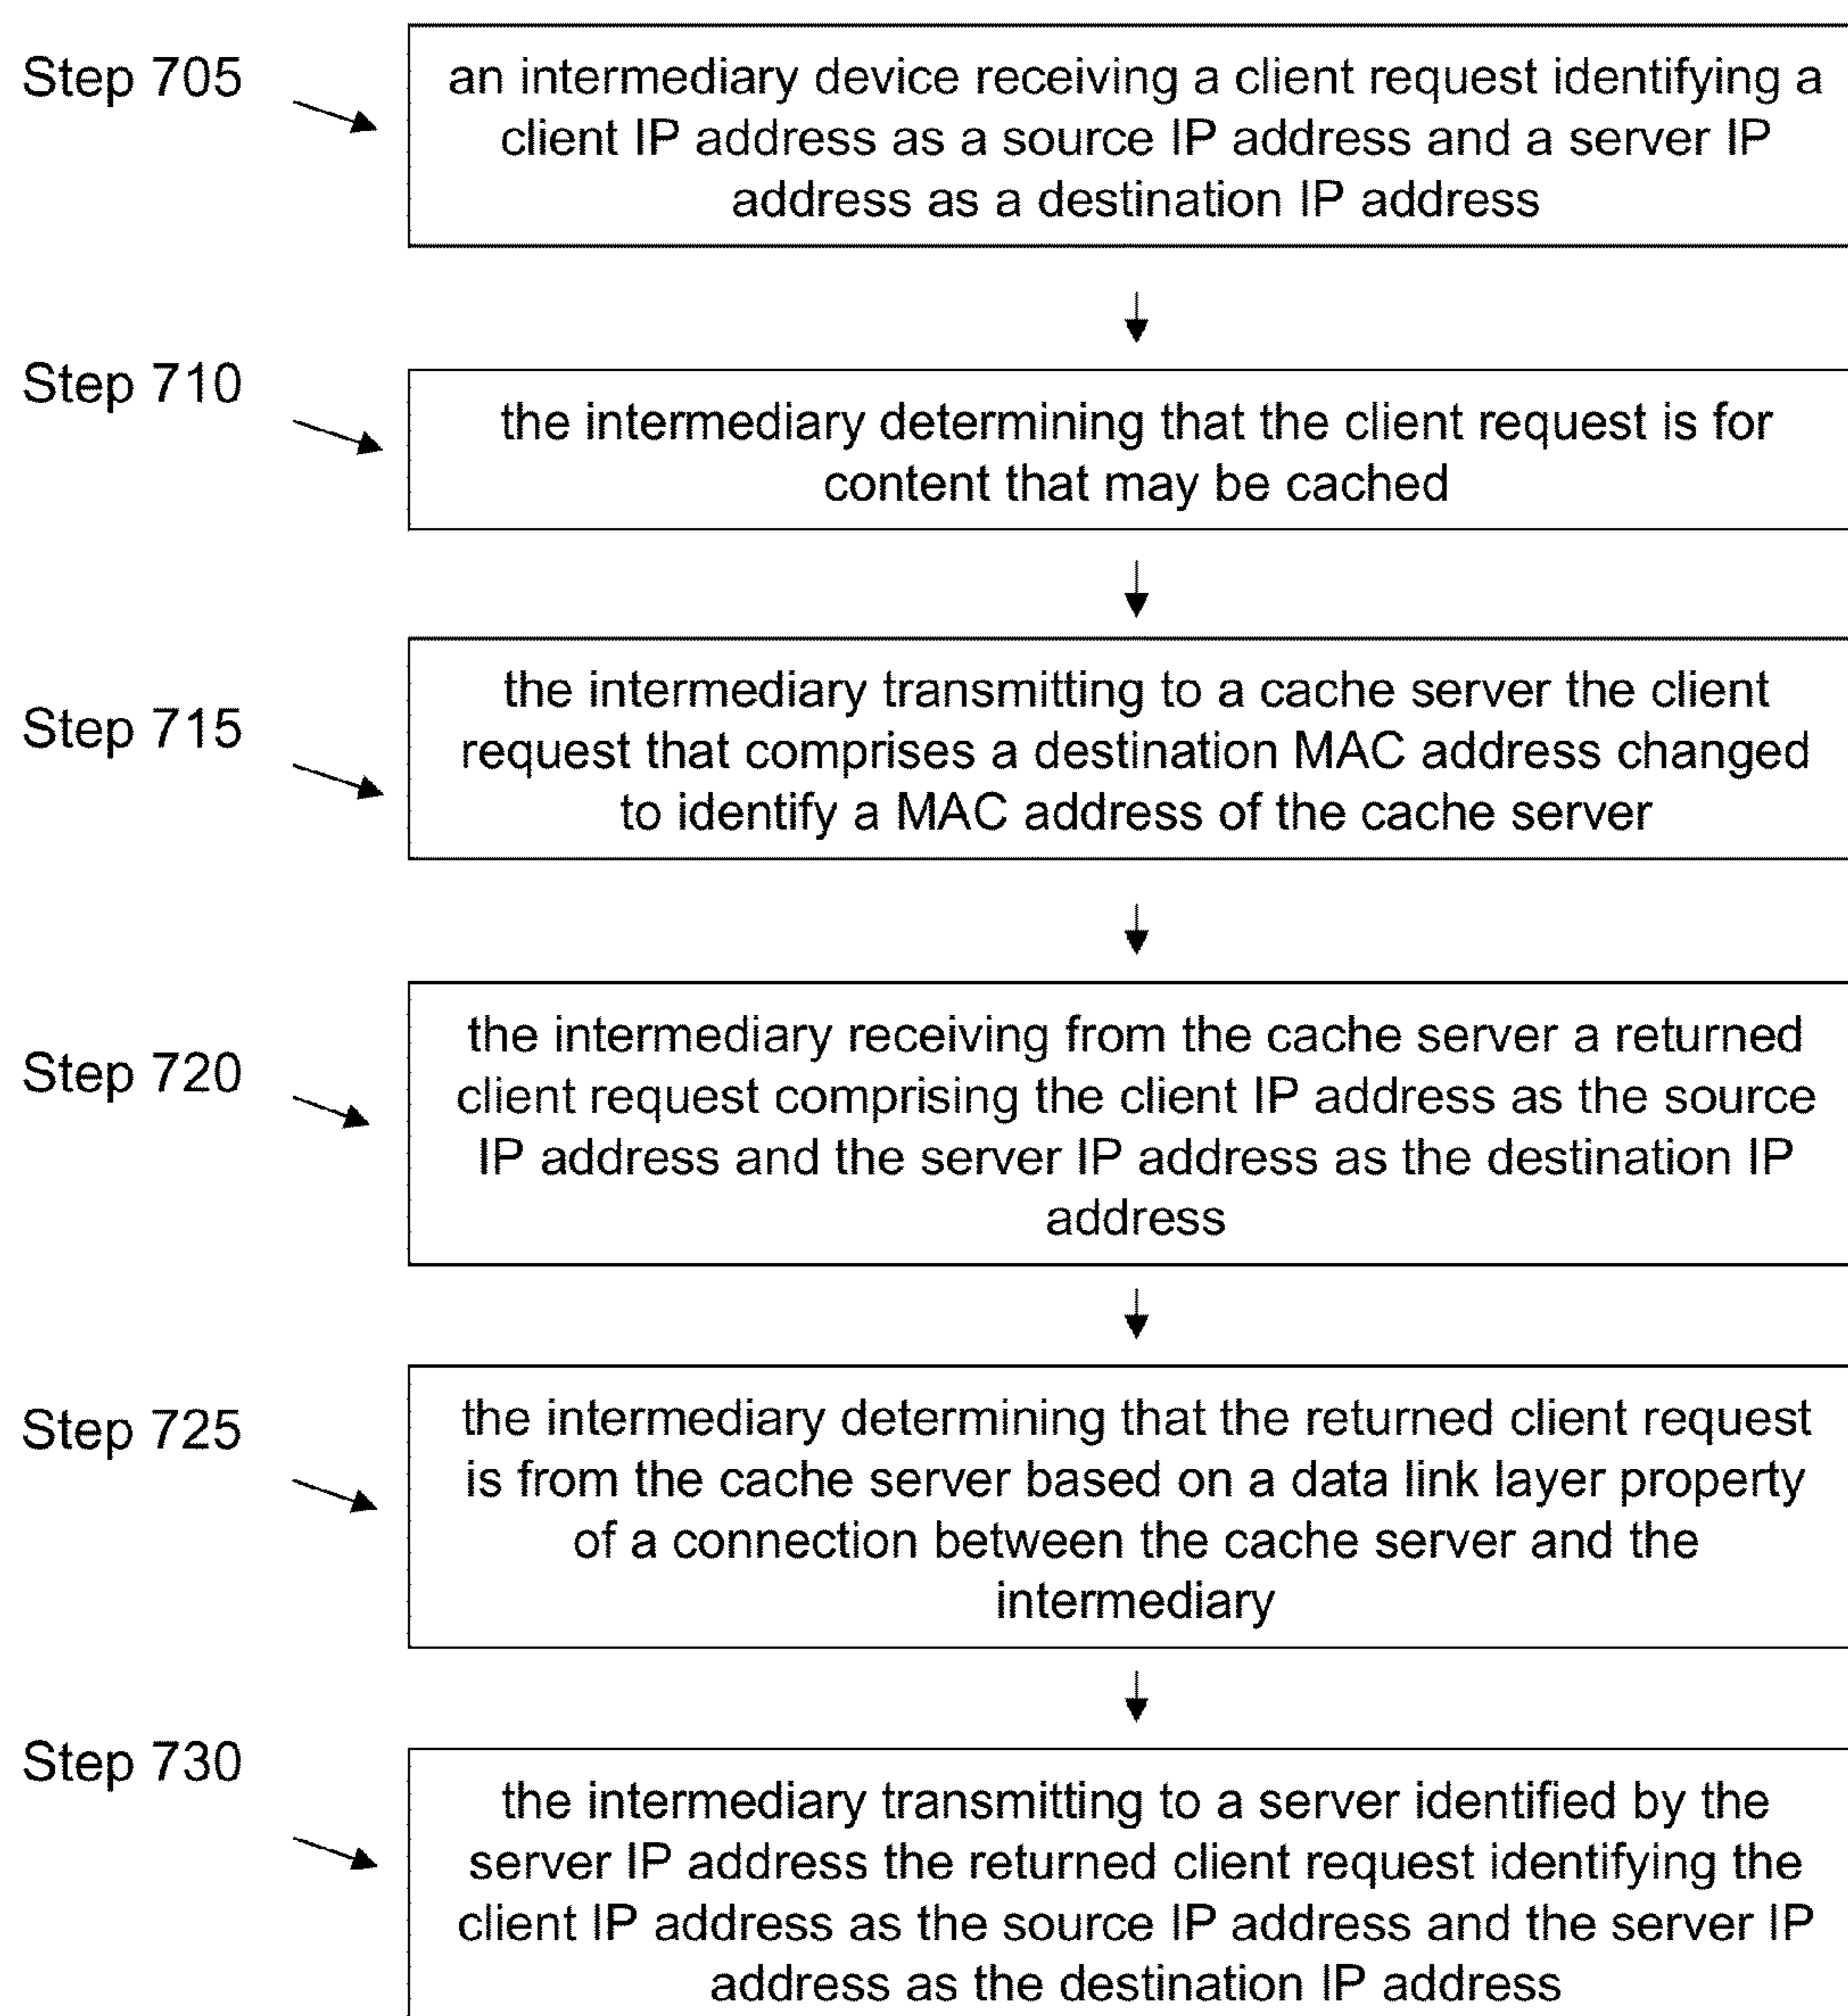 Step 705
an intermediary device receiving a client request identifying a
client IP address as a source IP address and a server IP
address as a destination IP address
Step 710
the intermediary determining that the client request is for
content that may be cached
Step 715
the intermediary transmitting to a cache server the client
request that comprises a destination MAC address changed
to identify a MAC address of the cache server
Step 720
the intermediary receiving from the cache server a returned
client request comprising the client IP address as the source
IP address and the server IP address as the destination IP
address
Step 725
the intermediary determining that the returned client request
is from the cache server based on a data link layer property
of a connection between the cache server and the
intermediary
Step 730
the intermediary transmitting to a server identified by the
server IP address the returned client request identifying the
client IP address as the source IP address and the server IP
address as the destination IP address